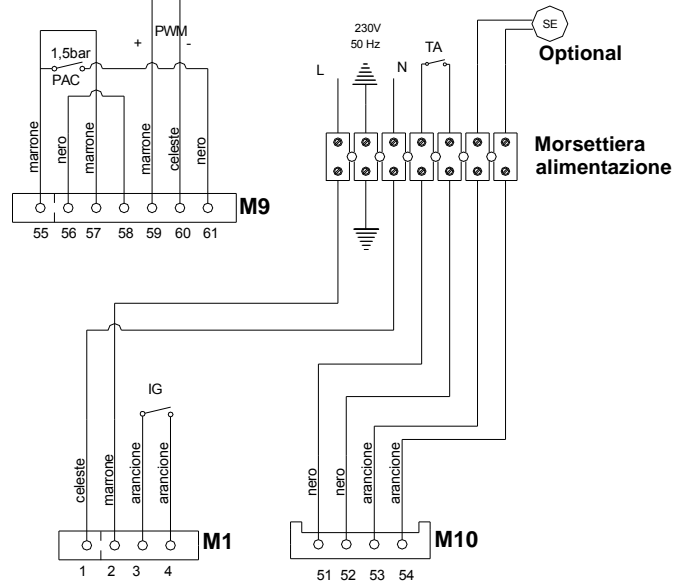 PWM
+ -
1,5bar
PAC
marrone
nero
marrone
marrone
celeste
nero
M9
55 56 57 58 59 60 61
230V
50 Hz
L
N
TA
SE
Optional
Morsettiera
alimentazione
IG
celeste
marrone
arancione
arancione
M1
1 2 3 4
nero
nero
arancione
arancione
M10
51 52 53 54